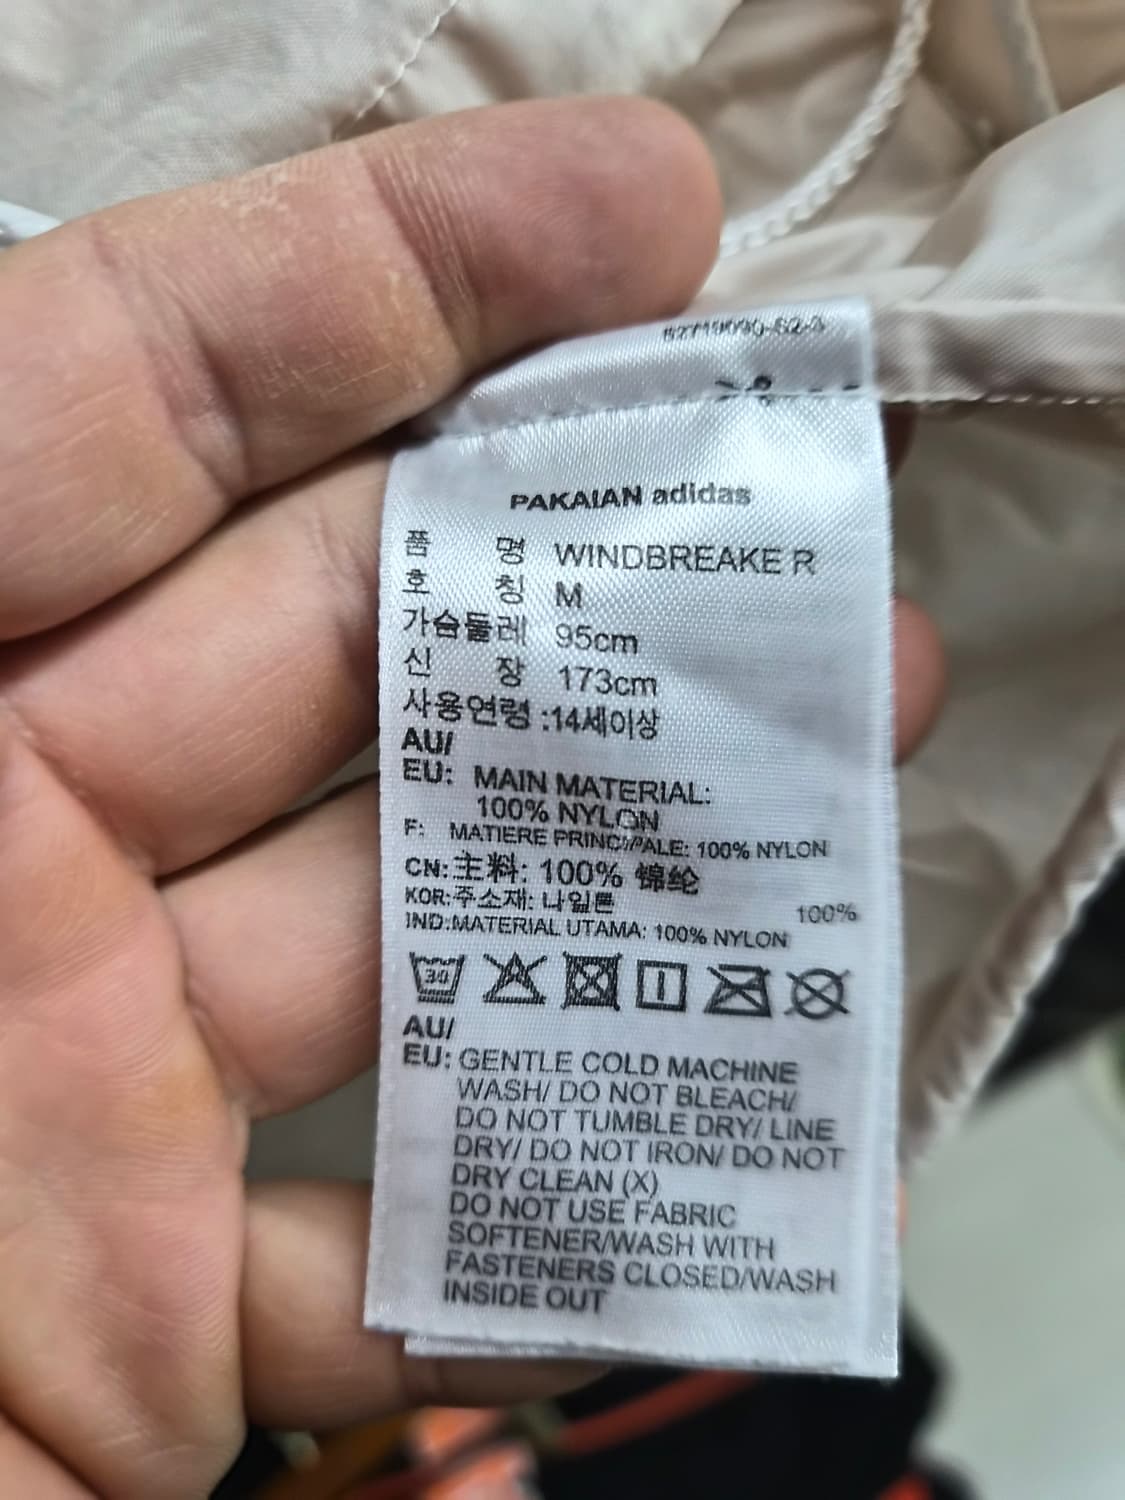 PAKAIAN adidas
품 명 WINDBREAKE R
호 칭 M
가슴둘레 95cm
신 장 173cm
사용연령 :14세이상
AU/
EU: MAIN MATERIAL:
100% NYLON
F: MATIERE PRINCIPALE: 100% NYLON
CN:主料: 100% 锦纶
KOR:주소재: 나일론 100%
IND:MATERIAL UTAMA: 100% NYLON
30
AU/
EU: GENTLE COLD MACHINE
WASH/ DO NOT BLEACH/
DO NOT TUMBLE DRY/ LINE
DRY/ DO NOT IRON/ DO NOT
DRY CLEAN (X)
DO NOT USE FABRIC
SOFTENER/WASH WITH
FASTENERS CLOSED/WASH
INSIDE OUT